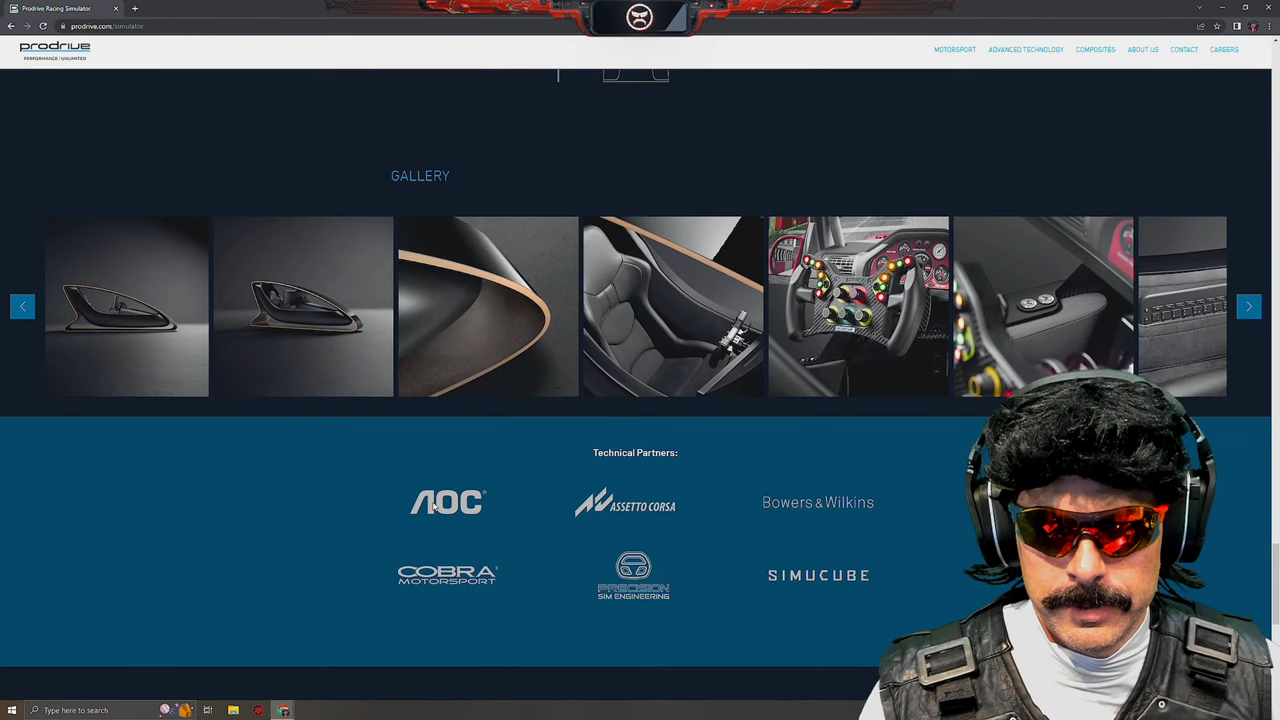 Prodrive Racing Simulator
prodrive.com/simulator
prodrive
PERFORMANCE | UNLIMITED
MOTORSPORT ADVANCED TECHNOLOGY COMPOSITES ABOUT US CONTACT CAREERS
GALLERY
Technical Partners:
AOC
ASSETTO CORSA
Bowers & Wilkins
COBRA
MOTORSPORT
PRECISION
SIM ENGINEERING
SIMUCUBE
Type here to search